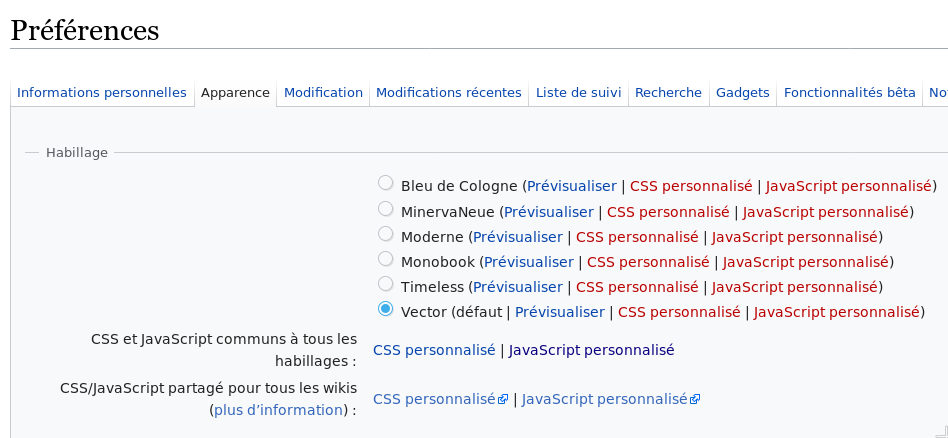 Préférences
Informations personnelles Apparence Modification Modifications récentes Liste de suivi Recherche Gadgets Fonctionnalités bêta
Habillage
Bleu de Cologne (Prévisualiser | CSS personnalisé | JavaScript personnalisé)
MinervaNeue (Prévisualiser | CSS personnalisé | JavaScript personnalisé)
Moderne (Prévisualiser | CSS personnalisé | JavaScript personnalisé)
Monobook (Prévisualiser | CSS personnalisé | JavaScript personnalisé)
Timeless (Prévisualiser | CSS personnalisé | JavaScript personnalisé)
Vector (défaut | Prévisualiser | CSS personnalisé | JavaScript personnalisé)
CSS et JavaScript communs à tous les
habillages :
CSS personnalisé | JavaScript personnalisé
CSS/JavaScript partagé pour tous les wikis
(plus d’information) :
CSS personnalisé | JavaScript personnalisé